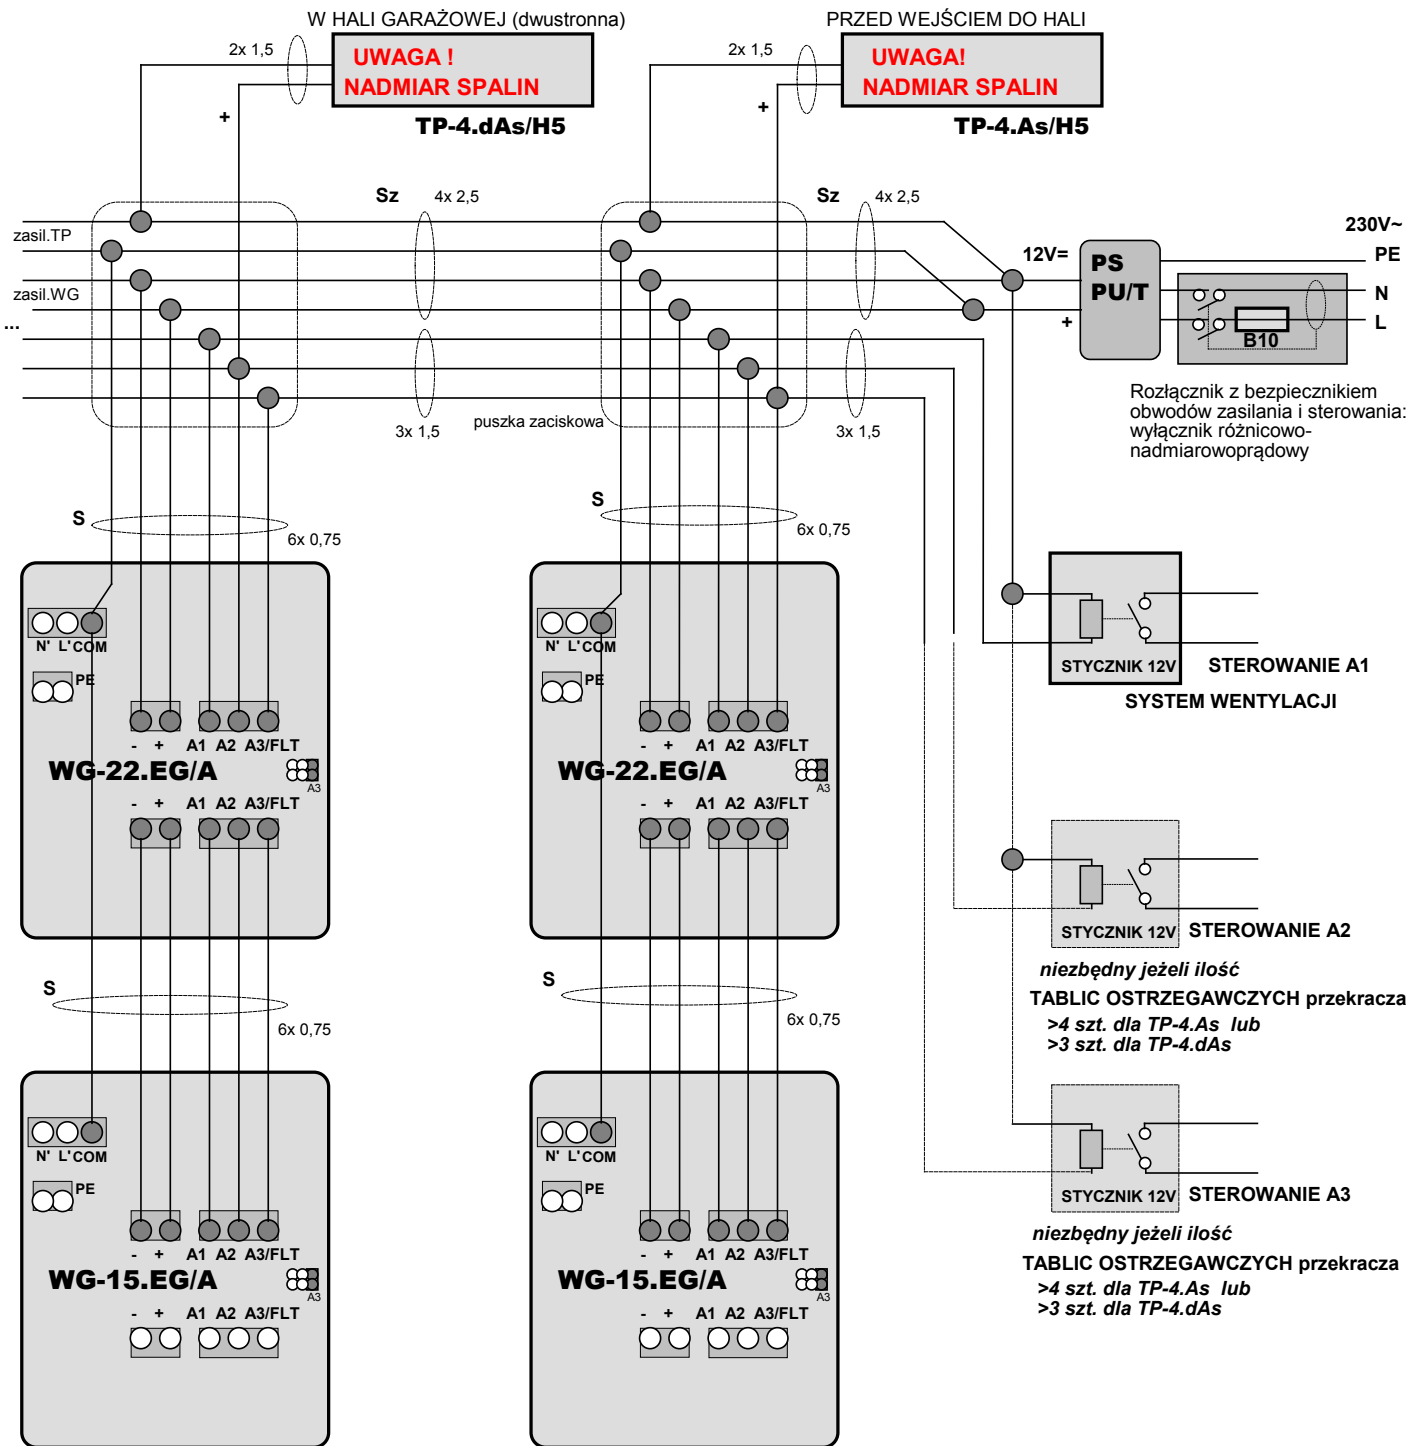 W HALI GARAŻOWEJ (dwustronna)
PRZED WEJŚCIEM DO HALI
2x 1,5
UWAGA !
NADMIAR SPALIN
+
TP-4.dAs/H5
2x 1,5
UWAGA!
NADMIAR SPALIN
+
TP-4.As/H5
Sz 4x 2,5
Sz 4x 2,5
zasil.TP
zasil.WG
...
12V=
+
PS
PU/T
230V~
PE
N
L
B10
3x 1,5
puszka zaciskowa
3x 1,5
Rozłącznik z bezpiecznikiem
obwodów zasilania i sterowania:
wyłącznik różnicowo-
nadmiarowoprądowy
S
6x 0,75
S
6x 0,75
N' L' COM
PE
- + A1 A2 A3/FLT
WG-22.EG/A
A3
- + A1 A2 A3/FLT
N' L' COM
PE
- + A1 A2 A3/FLT
WG-22.EG/A
A3
- + A1 A2 A3/FLT
STYCZNIK 12V
STEROWANIE A1
SYSTEM WENTYLACJI
STYCZNIK 12V
STEROWANIE A2
niezbędny jeżeli ilość
TABLIC OSTRZEGAWCZYCH przekracza
>4 szt. dla TP-4.As lub
>3 szt. dla TP-4.dAs
S
6x 0,75
S
6x 0,75
N' L' COM
PE
- + A1 A2 A3/FLT
WG-15.EG/A
A3
- + A1 A2 A3/FLT
N' L' COM
PE
- + A1 A2 A3/FLT
WG-15.EG/A
A3
- + A1 A2 A3/FLT
STYCZNIK 12V
STEROWANIE A3
niezbędny jeżeli ilość
TABLIC OSTRZEGAWCZYCH przekracza
>4 szt. dla TP-4.As lub
>3 szt. dla TP-4.dAs